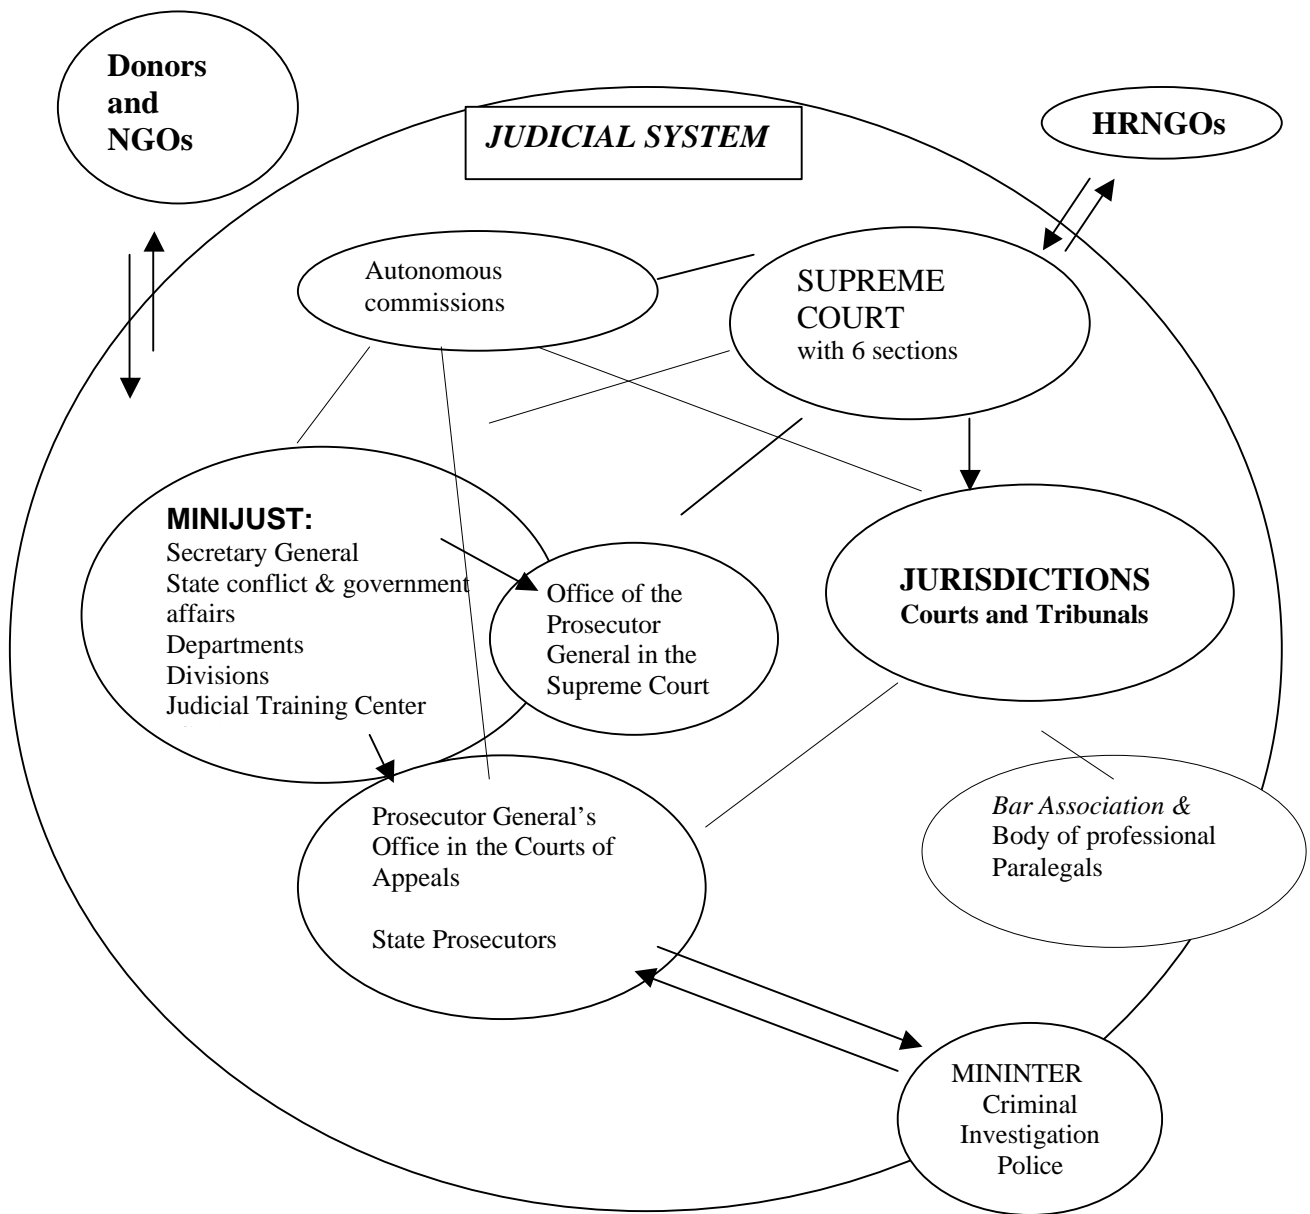 Donors
and
NGOs
JUDICIAL SYSTEM
HRNGOs
Autonomous
commissions
SUPREME
COURT
with 6 sections
MINIJUST:
Secretary General
State conflict & government
affairs
Departments
Divisions
Judicial Training Center
Office of the
Prosecutor
General in the
Supreme Court
JURISDICTIONS
Courts and Tribunals
Prosecutor General’s
Office in the Courts of
Appeals
State Prosecutors
Bar Association &
Body of professional
Paralegals
MININTER
Criminal
Investigation
Police